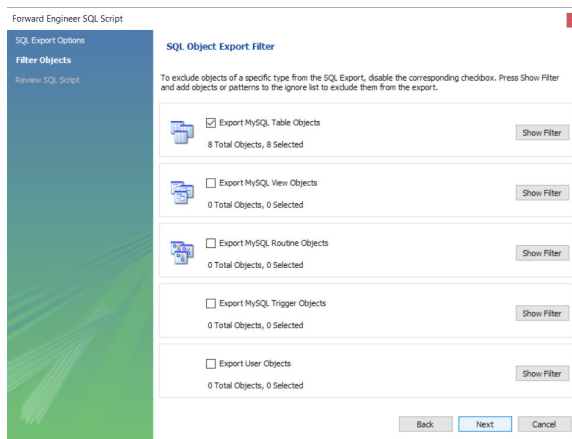 Forward Engineer SQL Script
SQL Export Options
Filter Objects
Review SQL Script
SQL Object Export Filter
To exclude objects of a specific type from the SQL Export, disable the corresponding checkbox. Press Show Filter
and add objects or patterns to the ignore list to exclude them from the export.
Export MySQL Table Objects
8 Total Objects, 8 Selected
Show Filter
Export MySQL View Objects
0 Total Objects, 0 Selected
Show Filter
Export MySQL Routine Objects
0 Total Objects, 0 Selected
Show Filter
Export MySQL Trigger Objects
0 Total Objects, 0 Selected
Show Filter
Export User Objects
0 Total Objects, 0 Selected
Show Filter
Back Next Cancel